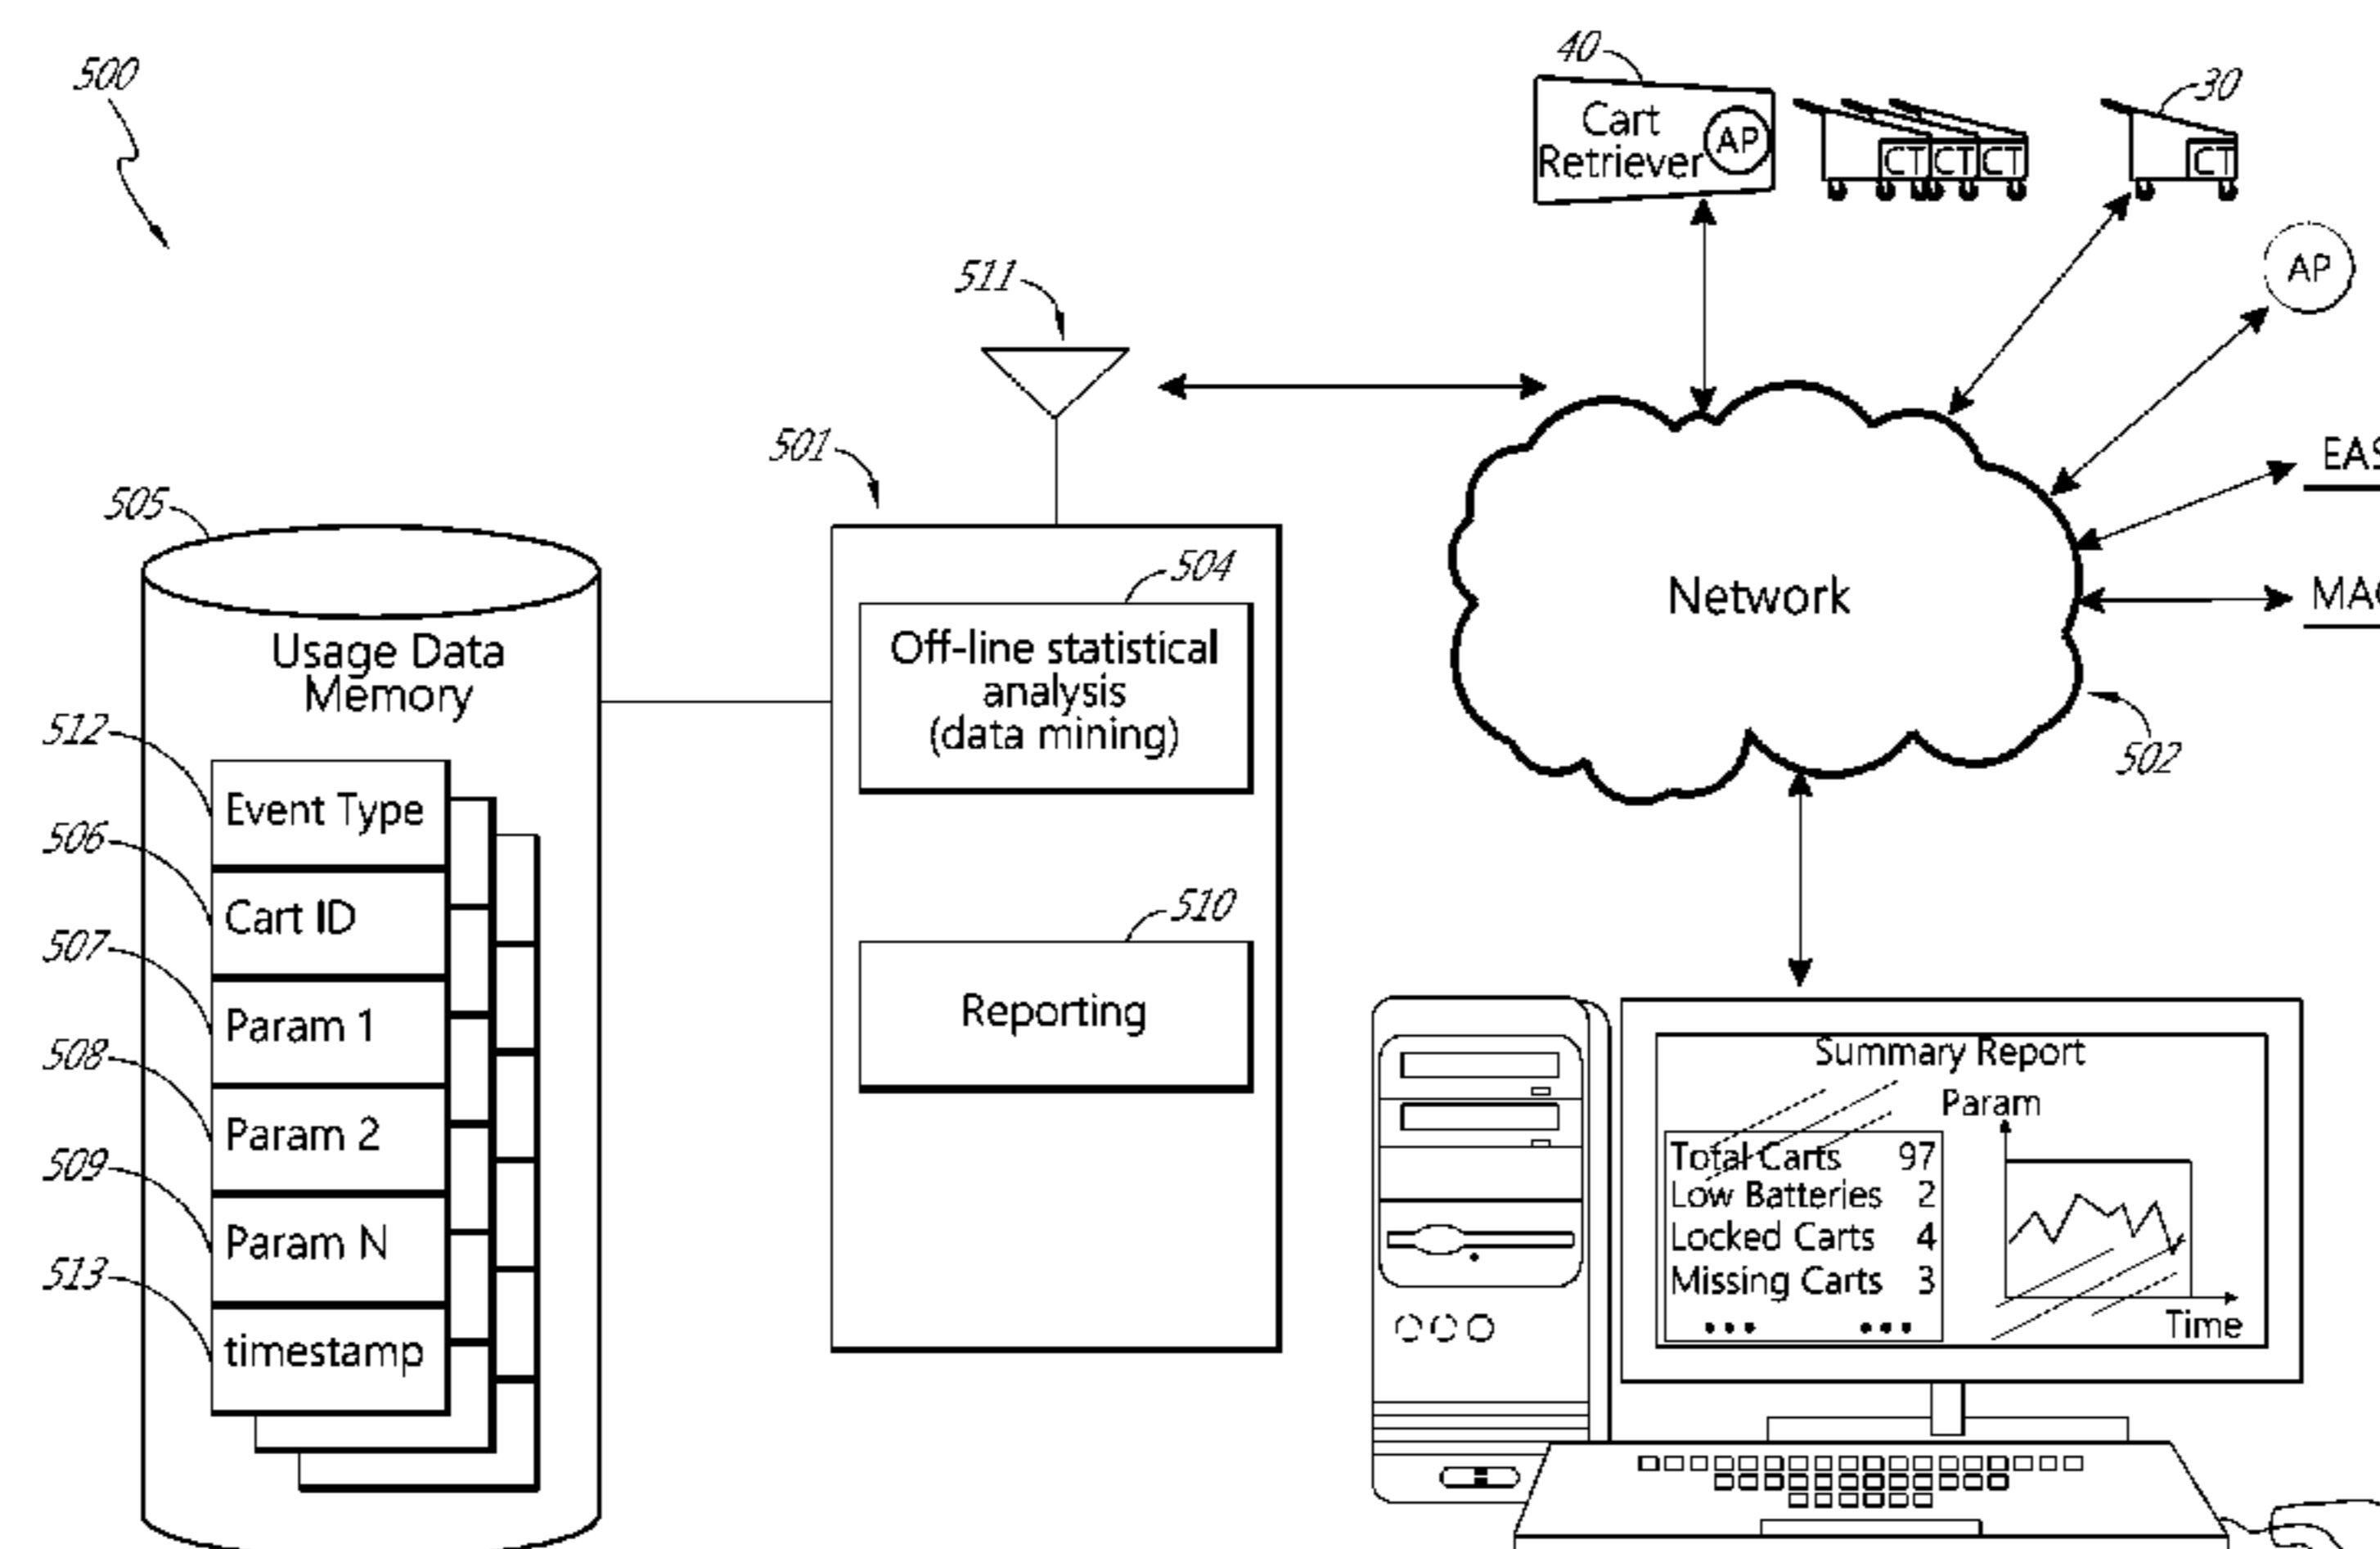 500
40
Cart
Retriever
AP
CT CT CT
30
CT
AP
511
501
EAS
505
504
Network
MAG
Usage Data
Memory
Off-line statistical
analysis
(data mining)
502
512
Event Type
506
Cart ID
510
507
Param 1
Reporting
508
Param 2
509
Param N
513
timestamp
Summary Report
Param
Total Carts 97
Low Batteries 2
Locked Carts 4
Missing Carts 3
••• •••
Time